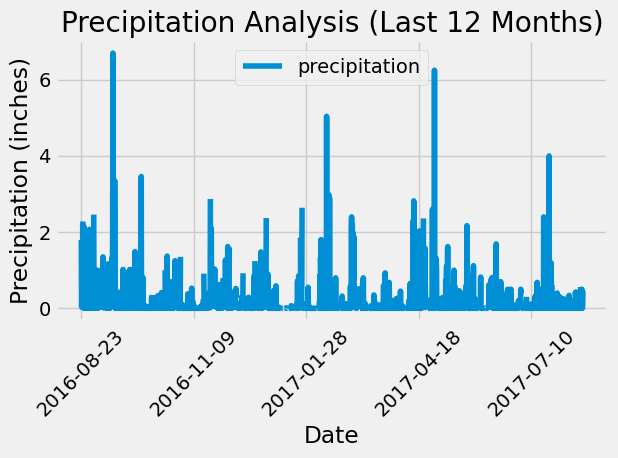 Precipitation Analysis (Last 12 Months)
precipitation
Precipitation (inches)
6
4
2
0
2016-08-23
2016-11-09
2017-01-28
2017-04-18
2017-07-10
Date